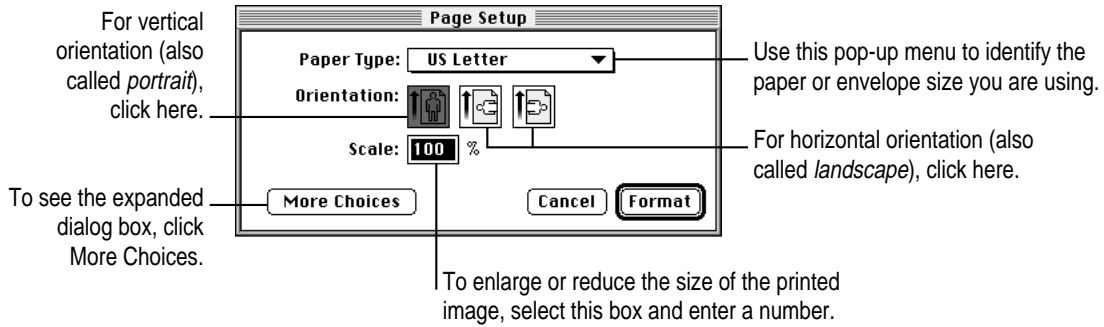 For vertical
orientation (also
called portrait),
click here.
Page Setup
Paper Type: US Letter
Use this pop-up menu to identify the
paper or envelope size you are using.
Orientation:
For horizontal orientation (also
called landscape), click here.
Scale: 100 %
To see the expanded
dialog box, click
More Choices.
More Choices Cancel Format
To enlarge or reduce the size of the printed
image, select this box and enter a number.